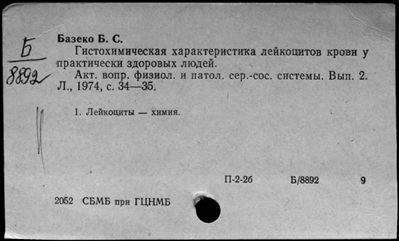 Б
8892
Базеко Б. С.
Гистохимическая характеристика лейкоцитов крови у
практически здоровых людей.
Акт. вопр. физиол. и патол. сер.-сос. системы. Вып. 2.
Л., 1974, с. 34—35.
1. Лейкоциты — химия.
П-2-2б Б/8892 9
2052 СБМБ при ГЦНМБ